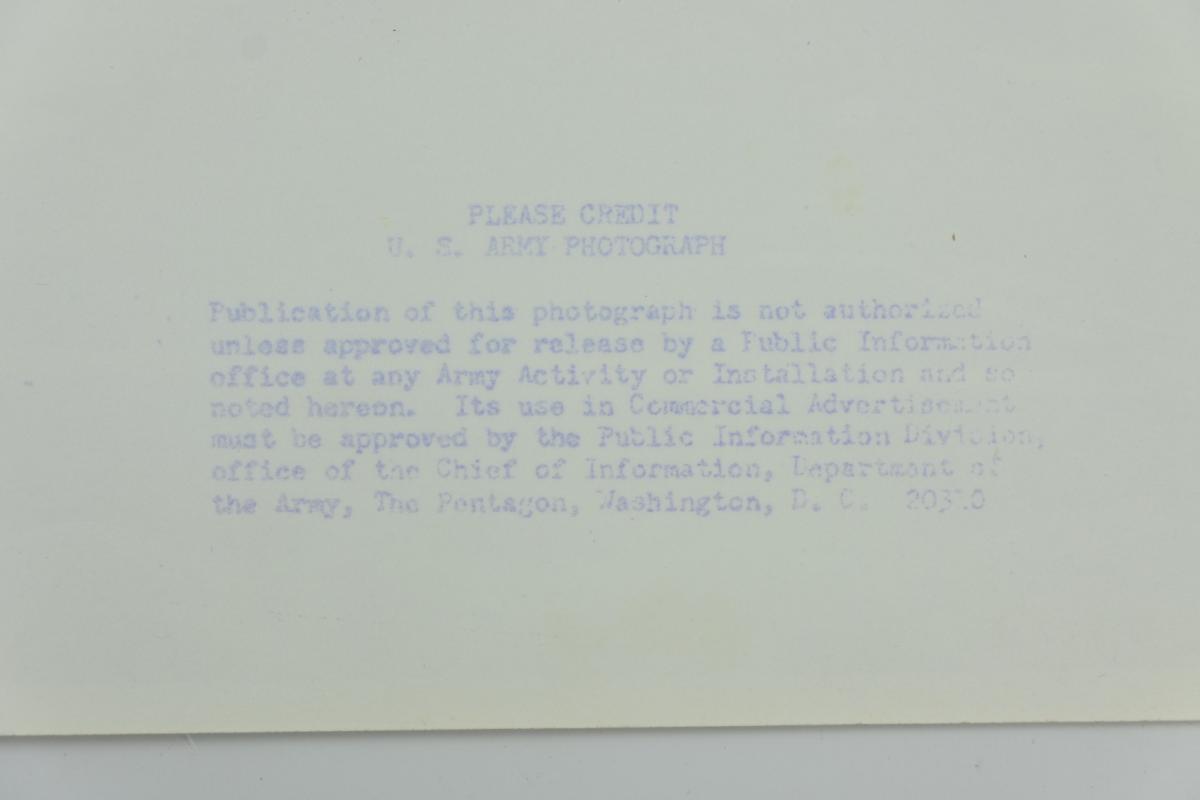 PLEASE CREDIT
U. S. ARMY PHOTOGRAPH
Publication of this photograph is not authorized
unless approved for release by a Public Information
office at any Army Activity or Installation and so
noted hereon. Its use in Commercial Advertisement
must be approved by the Public Information Division,
office of the Chief of Information, Department of
the Army, The Pentagon, Washington, D. C. 20310